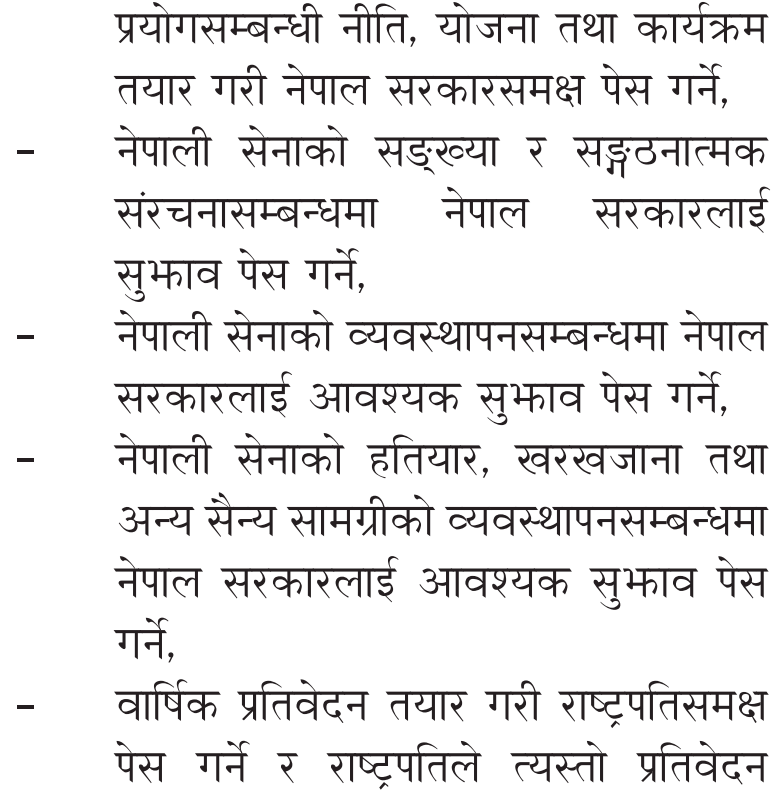 प्रयोगसम्बन्धी नीति, योजना तथा कार्यक्रम
तयार गरी नेपाल सरकारसमक्ष पेस गर्ने,
– नेपाली सेनाको सङ्ख्या र सङ्गठनात्मक
संरचनासम्बन्धमा नेपाल सरकारलाई
सुझाव पेस गर्ने,
– नेपाली सेनाको व्यवस्थापनसम्बन्धमा नेपाल
सरकारलाई आवश्यक सुझाव पेस गर्ने,
– नेपाली सेनाको हतियार, खरखजाना तथा
अन्य सैन्य सामग्रीको व्यवस्थापनसम्बन्धमा
नेपाल सरकारलाई आवश्यक सुझाव पेस
गर्ने,
– वार्षिक प्रतिवेदन तयार गरी राष्ट्रपतिसमक्ष
पेस गर्ने र राष्ट्रपतिले त्यस्तो प्रतिवेदन